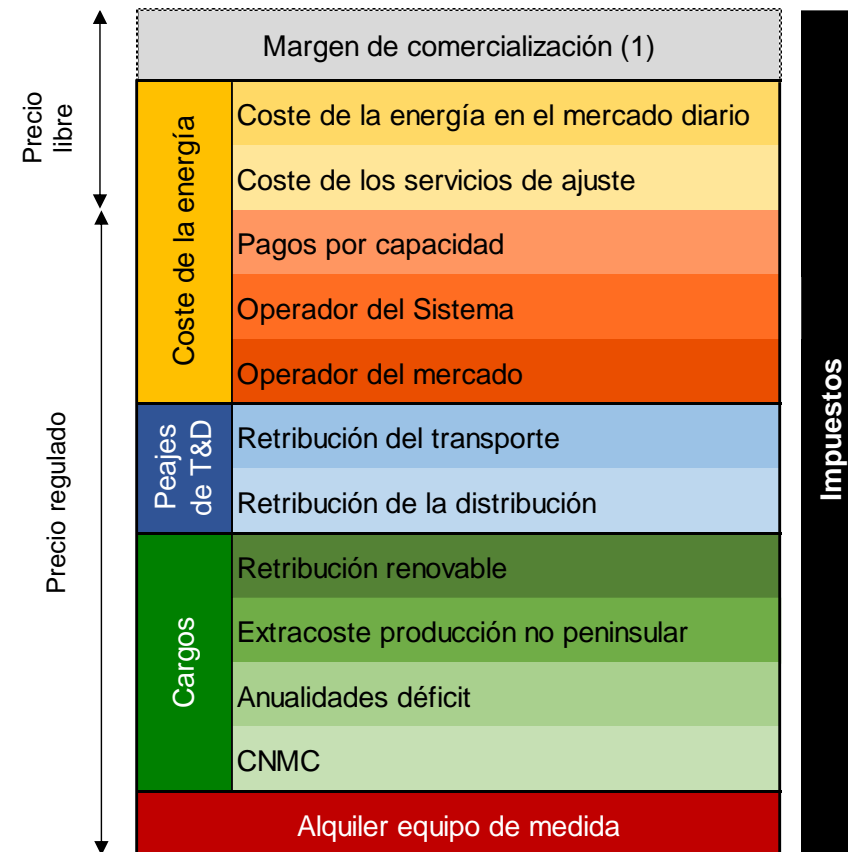 Margen de comercialización (1)
Precio
libre
Coste de la energía
Coste de la energía en el mercado diario
Coste de los servicios de ajuste
Pagos por capacidad
Operador del Sistema
Operador del mercado
Precio regulado
Peajes
de T&D
Retribución del transporte
Retribución de la distribución
Cargos
Retribución renovable
Extracoste producción no peninsular
Anualidades déficit
CNMC
Alquiler equipo de medida
Impuestos